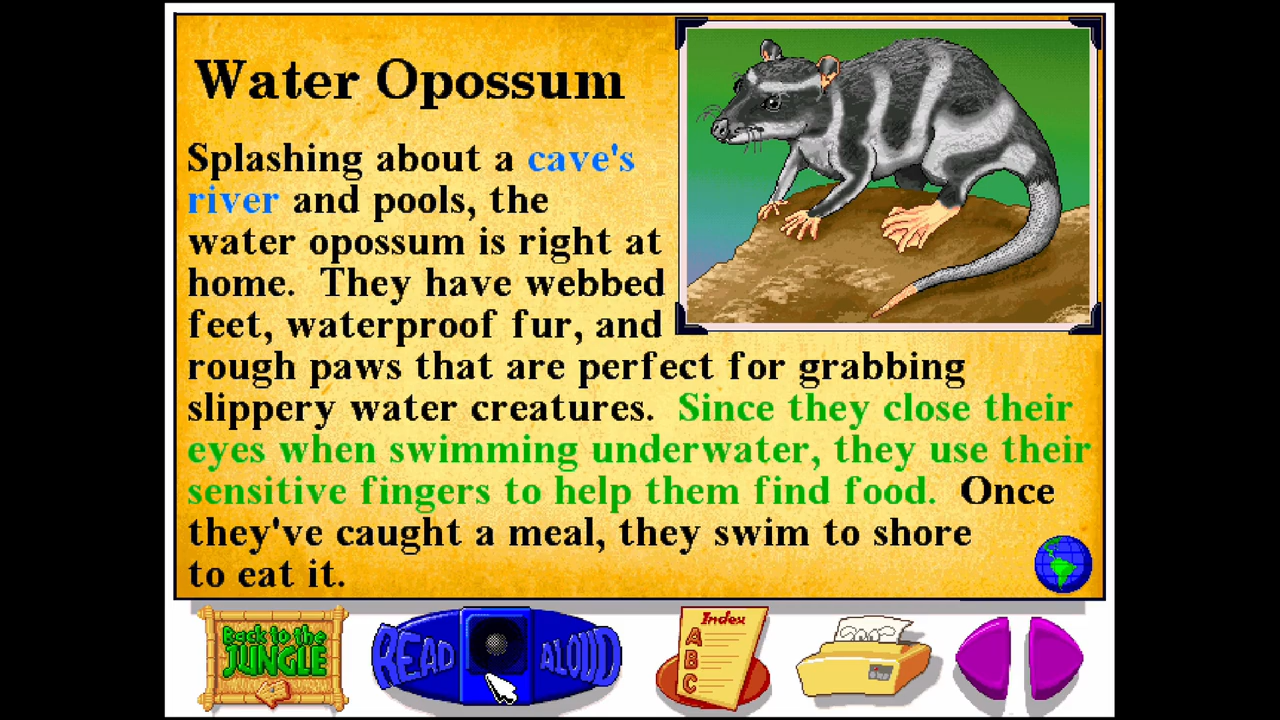 Water Opossum
Splashing about a cave's
river and pools, the
water opossum is right at
home.  They have webbed
feet, waterproof fur, and
rough paws that are perfect for grabbing
slippery water creatures.  Since they close their
eyes when swimming underwater, they use their
sensitive fingers to help them find food.  Once
they've caught a meal, they swim to shore
to eat it.
Back to the
JUNGLE
READ ALOUD
Index
A
B
C